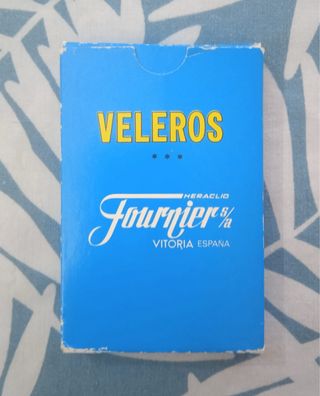 VELEROS
HERACLIO
Fournier s/a
VITORIA ESPAÑA